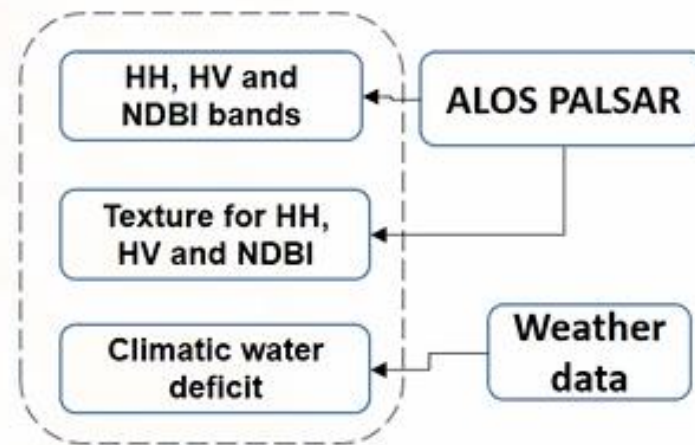 HH, HV and
NDBI bands
ALOS PALSAR
Texture for HH,
HV and NDBI
Climatic water
deficit
Weather
data